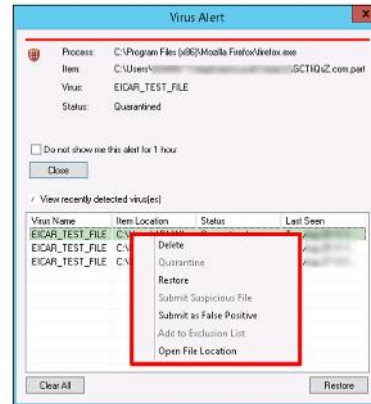 Virus Alert
x
Process: C:\Program Files (x86)\Mozilla Firefox\firefox.exe
Item: C:\Users\ .GCTIiQsZ.com.part
Virus: EICAR_TEST_FILE
Status: Quarantined
Do not show me this alert for 1 hour
Close
View recently detected virus(es)
Virus Name Item Location Status Last Seen
EICAR_TEST_FILE
EICAR_TEST_FILE
EICAR_TEST_FILE
Delete
Quarantine
Restore
Submit Suspicious File
Submit as False Positive
Add to Exclusion List
Open File Location
Clear All Restore